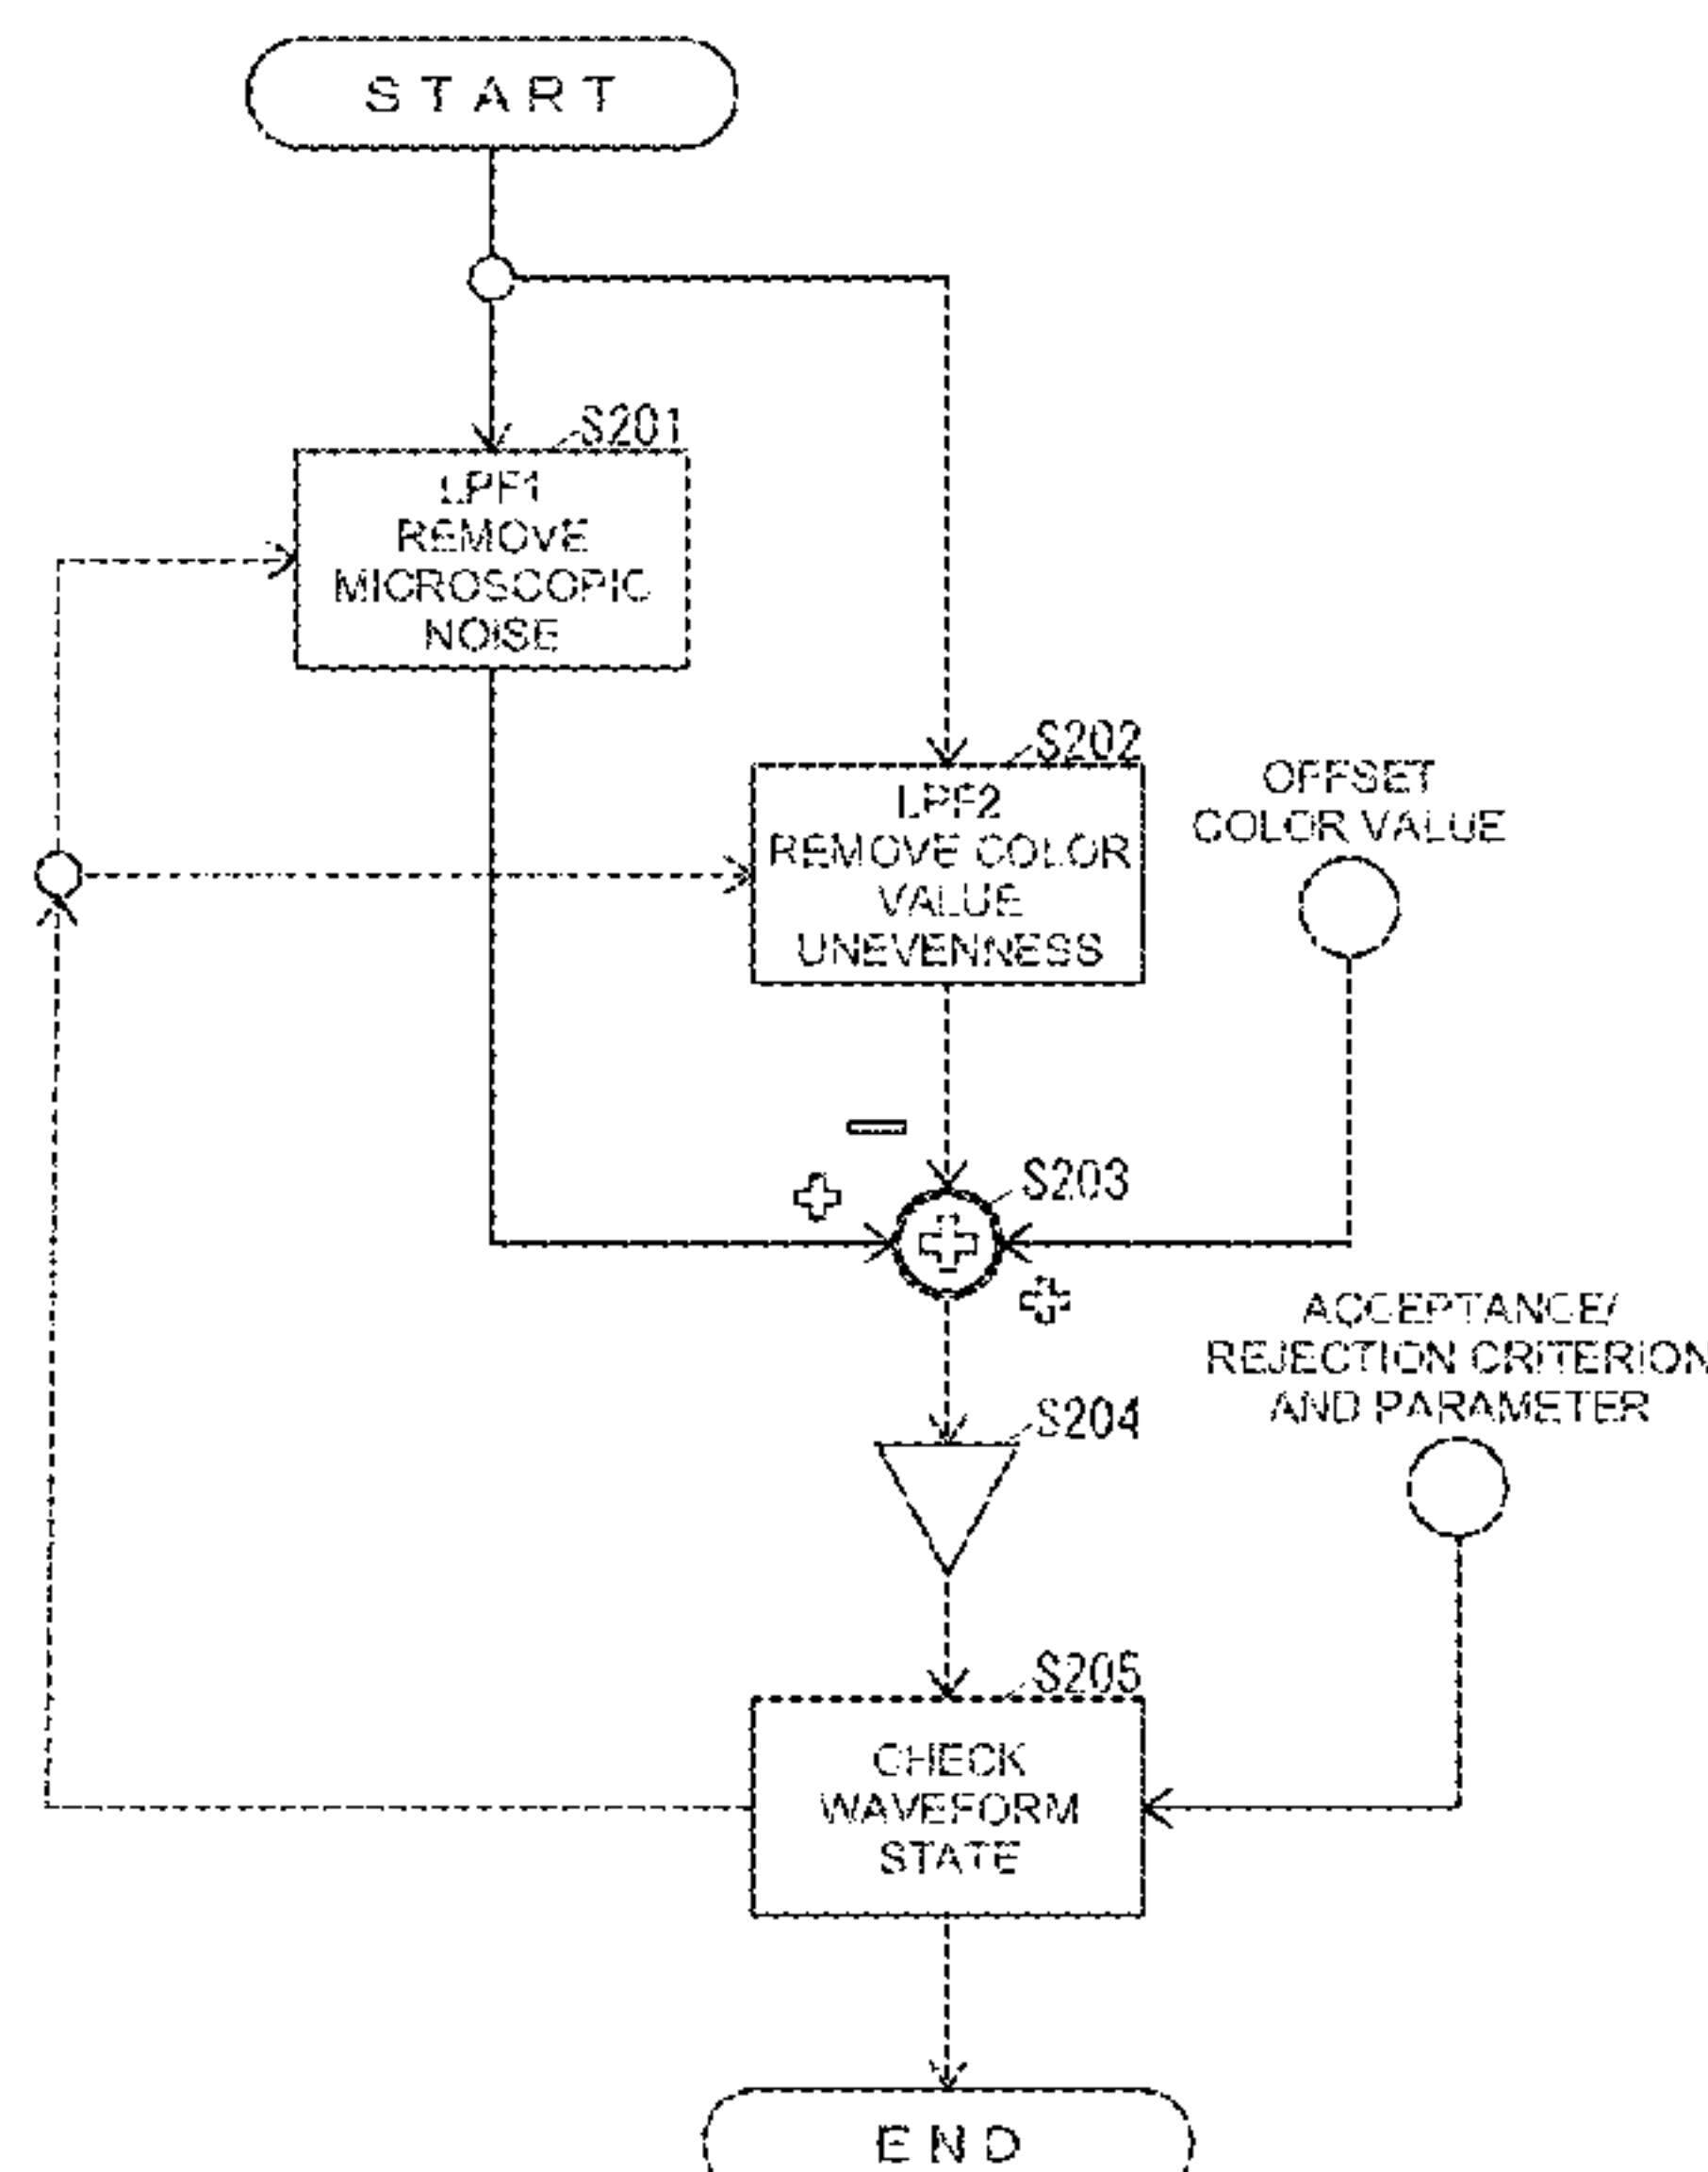 START
S201
LPF1
REMOVE
MICROSCOPIC
NOISE
S202
LPF2
REMOVE COLOR
VALUE
UNEVENNESS
OFFSET
COLOR VALUE
−
+
S203
+
+
ACCEPTANCE/
REJECTION CRITERION
AND PARAMETER
S204
S205
CHECK
WAVEFORM
STATE
END